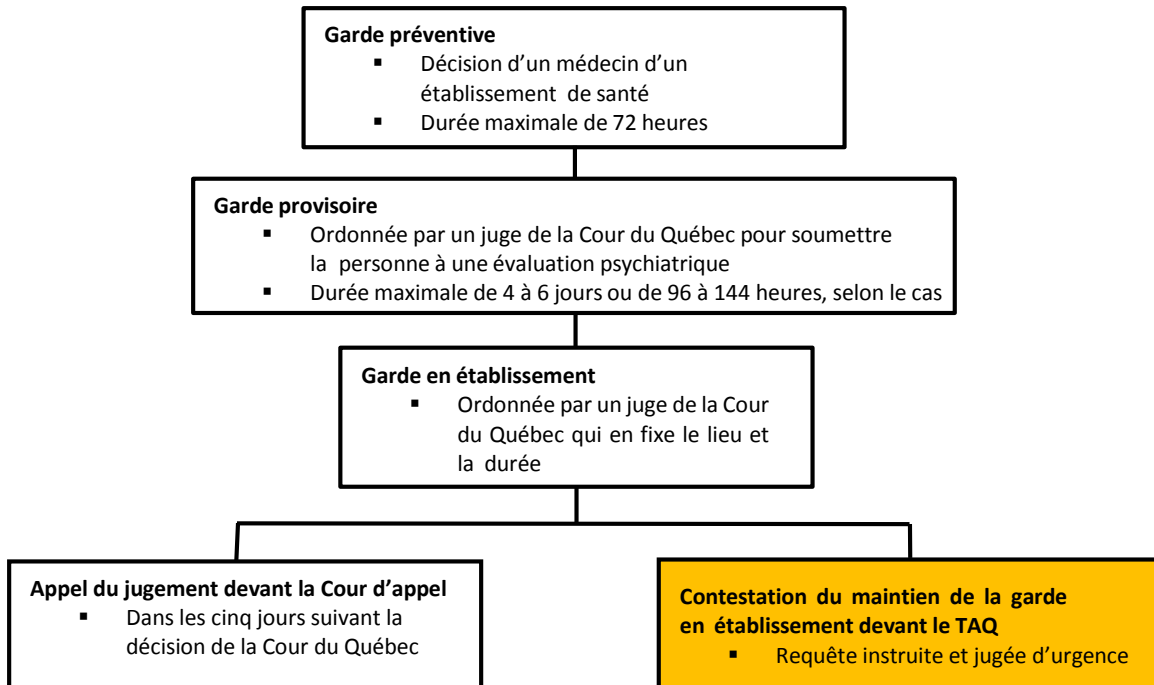 Garde préventive
▪ Décision d’un médecin d’un
établissement de santé
▪ Durée maximale de 72 heures
Garde provisoire
▪ Ordonnée par un juge de la Cour du Québec pour soumettre
la personne à une évaluation psychiatrique
▪ Durée maximale de 4 à 6 jours ou de 96 à 144 heures, selon le cas
Garde en établissement
▪ Ordonnée par un juge de la Cour
du Québec qui en fixe le lieu et
la durée
Appel du jugement devant la Cour d’appel
▪ Dans les cinq jours suivant la
décision de la Cour du Québec
Contestation du maintien de la garde
en établissement devant le TAQ
▪ Requête instruite et jugée d’urgence